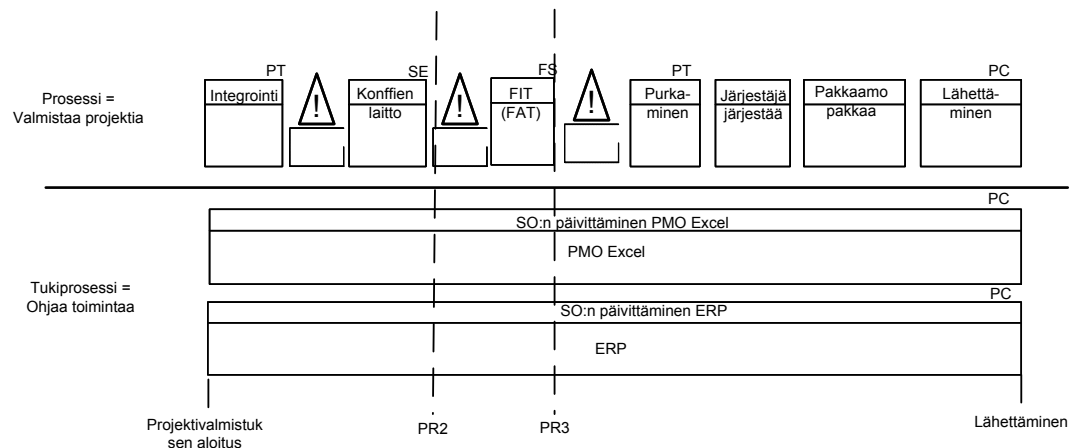 PT
SE
FS
PT
PC
Prosessi =
Valmistaa projektia
Integrointi
!
Konffien
laitto
!
FIT
(FAT)
!
Purka-
minen
Järjestäjä
järjestää
Pakkaamo
pakkaa
Lähettä-
minen
PC
SO:n päivittäminen PMO Excel
PMO Excel
Tukiprosessi =
Ohjaa toimintaa
PC
SO:n päivittäminen ERP
ERP
Projektivalmistuk
sen aloitus
PR2
PR3
Lähettäminen